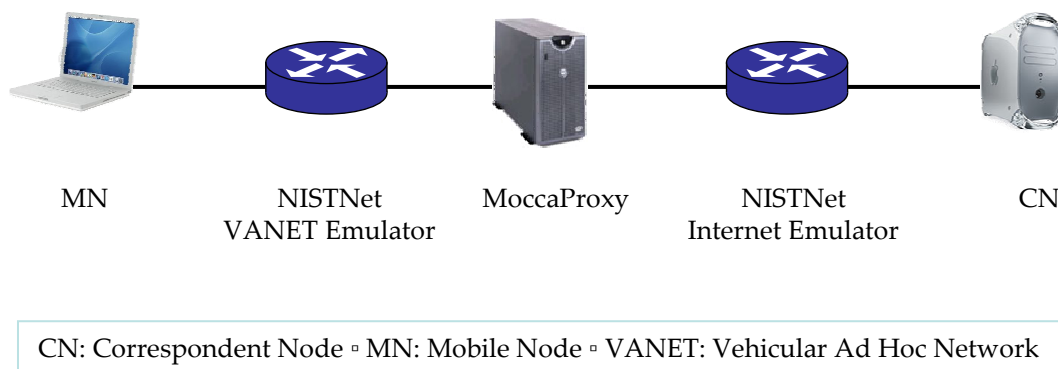 MN
NISTNet
VANET Emulator
MoccaProxy
NISTNet
Internet Emulator
CN
CN: Correspondent Node ▫ MN: Mobile Node ▫ VANET: Vehicular Ad Hoc Network